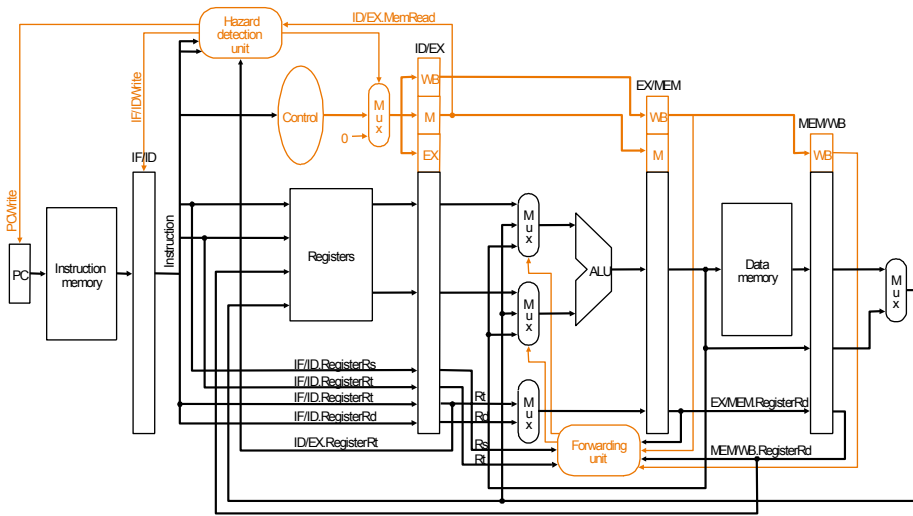 Hazard
detection
unit
ID/EX.MemRead
ID/EX
WB
EX/MEM
IF/IDWrite
Control
M
u
x
M
WB
MEM/WB
0
EX
M
WB
IF/ID
PCWrite
Instruction
PC
Instruction
memory
Registers
M
u
x
M
u
x
ALU
Data
memory
M
u
x
IF/ID.RegisterRs
IF/ID.RegisterRt
IF/ID.RegisterRt
Rt
M
u
x
EX/MEM.RegisterRd
IF/ID.RegisterRd
Rd
ID/EX.RegisterRt
Rs
Rt
Forwarding
unit
MEM/WB.RegisterRd